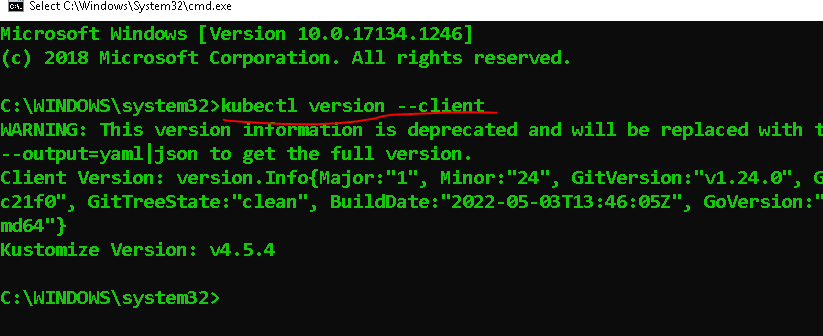 Select C:\Windows\System32\cmd.exe
Microsoft Windows [Version 10.0.17134.1246]
(c) 2018 Microsoft Corporation. All rights reserved.
C:\WINDOWS\system32>kubectl version --client
WARNING: This version information is deprecated and will be replaced with t
--output=yaml|json to get the full version.
Client Version: version.Info{Major:"1", Minor:"24", GitVersion:"v1.24.0", G
c21f0", GitTreeState:"clean", BuildDate:"2022-05-03T13:46:05Z", GoVersion:"
md64"}
Kustomize Version: v4.5.4
C:\WINDOWS\system32>